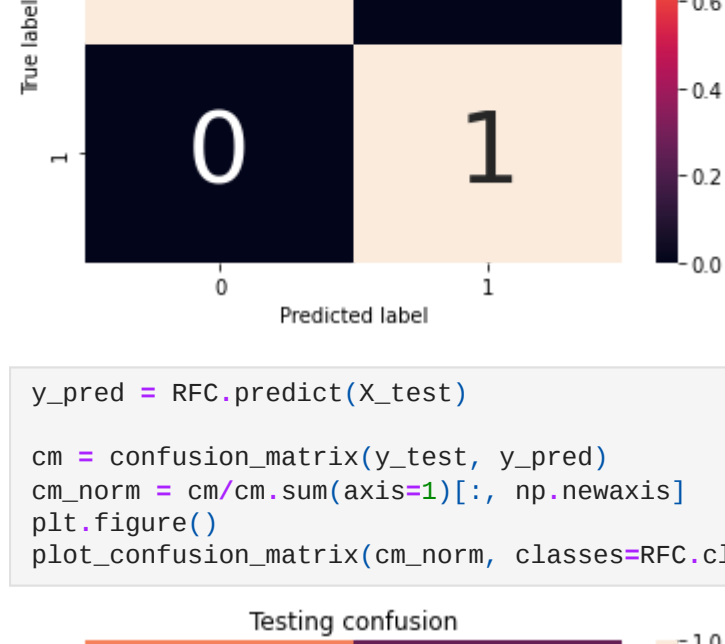 0.6
True label
0.4
0 1
1
0.2
0.0
0 1
Predicted label
y_pred = RFC.predict(X_test)
cm = confusion_matrix(y_test, y_pred)
cm_norm = cm/cm.sum(axis=1)[:, np.newaxis]
plt.figure()
plot_confusion_matrix(cm_norm, classes=RFC.cl
Testing confusion
1.0